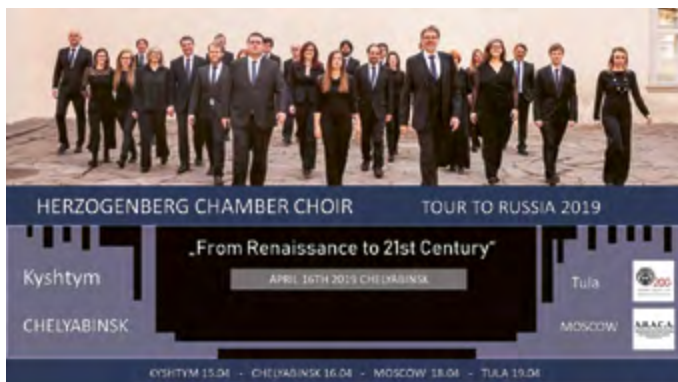 HERZOGENBERG CHAMBER CHOIR TOUR TO RUSSIA 2019
„From Renaissance to 21st Century“
APRIL 16TH 2019 CHELYABINSK
Kyshtym
Tula
200
CHELYABINSK
MOSCOW
A.R.A.C.A.
KYSHTYM 15.04 - CHELYABINSK 16.04 - MOSCOW 18.04 - TULA 19.04